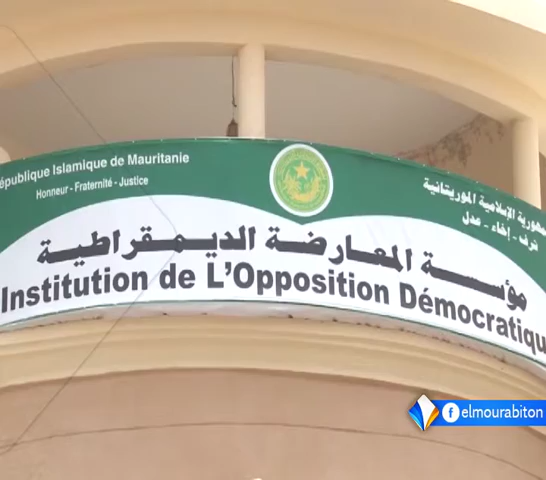 République Islamique de Mauritanie
Honneur - Fraternité - Justice
الجمهورية الإسلامية الموريتانية
شرف - إخاء - عدل
مؤسسة المعارضة الديمقراطية
Institution de L'Opposition Démocratique
elmourabiton